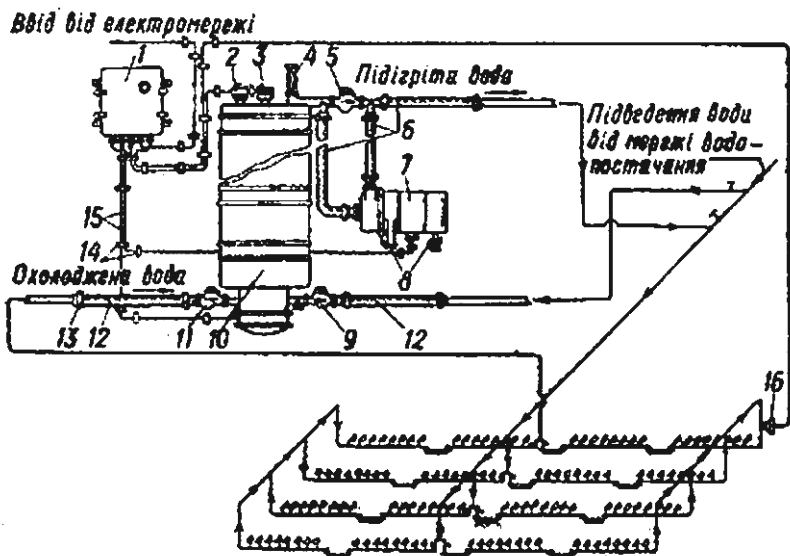 Ввід від електромережі
1
2
3
4
5
Підігріта вода
Підведення води
від мережі водо-
постачання
6
7
15
14
8
Охолоджена вода
13
12
11
10
9
12
16